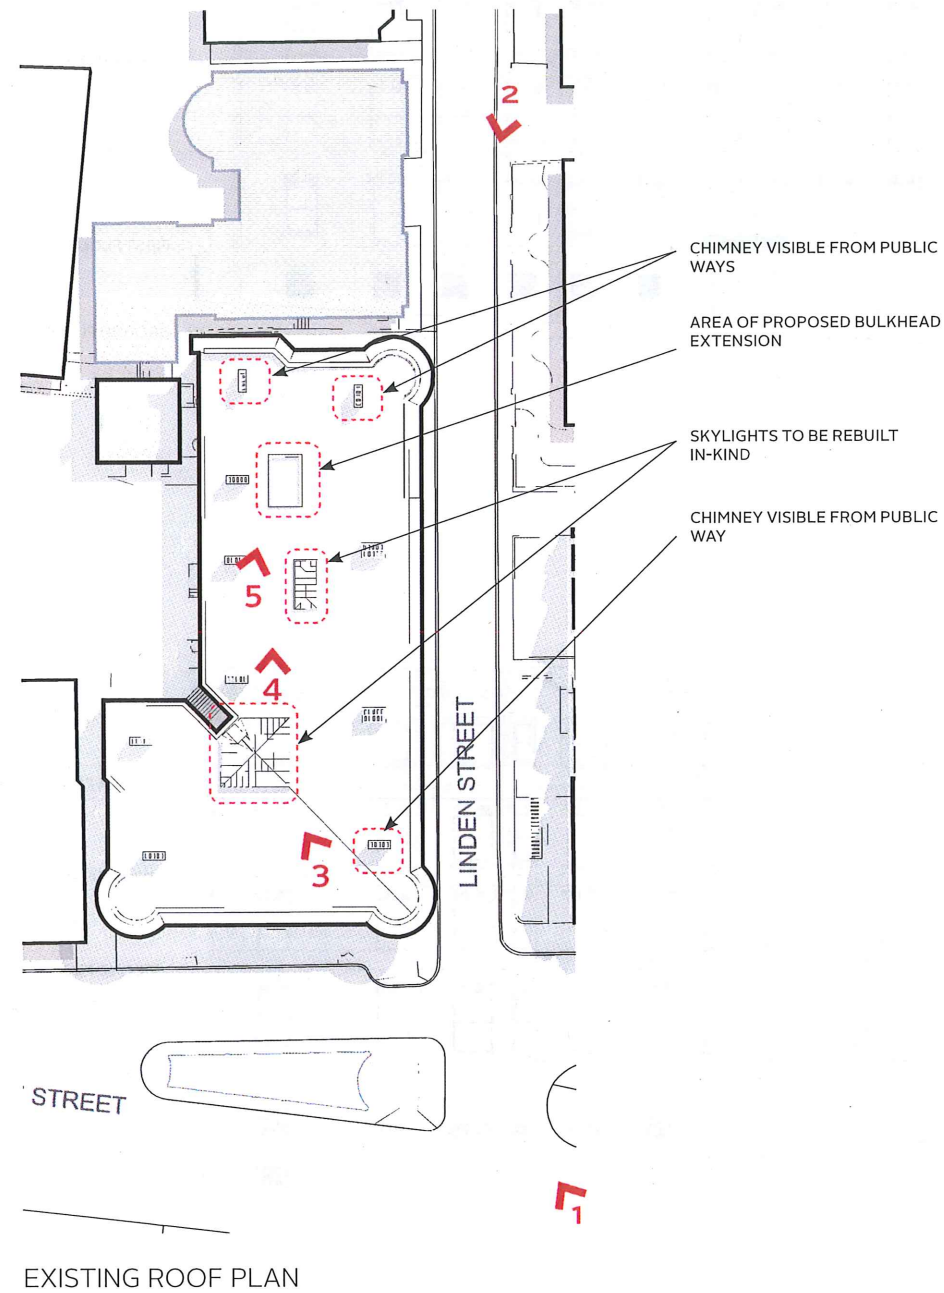 2
CHIMNEY VISIBLE FROM PUBLIC
WAYS
AREA OF PROPOSED BULKHEAD
EXTENSION
SKYLIGHTS TO BE REBUILT
IN-KIND
CHIMNEY VISIBLE FROM PUBLIC
WAY
5
4
LINDEN STREET
3
STREET
1
EXISTING ROOF PLAN